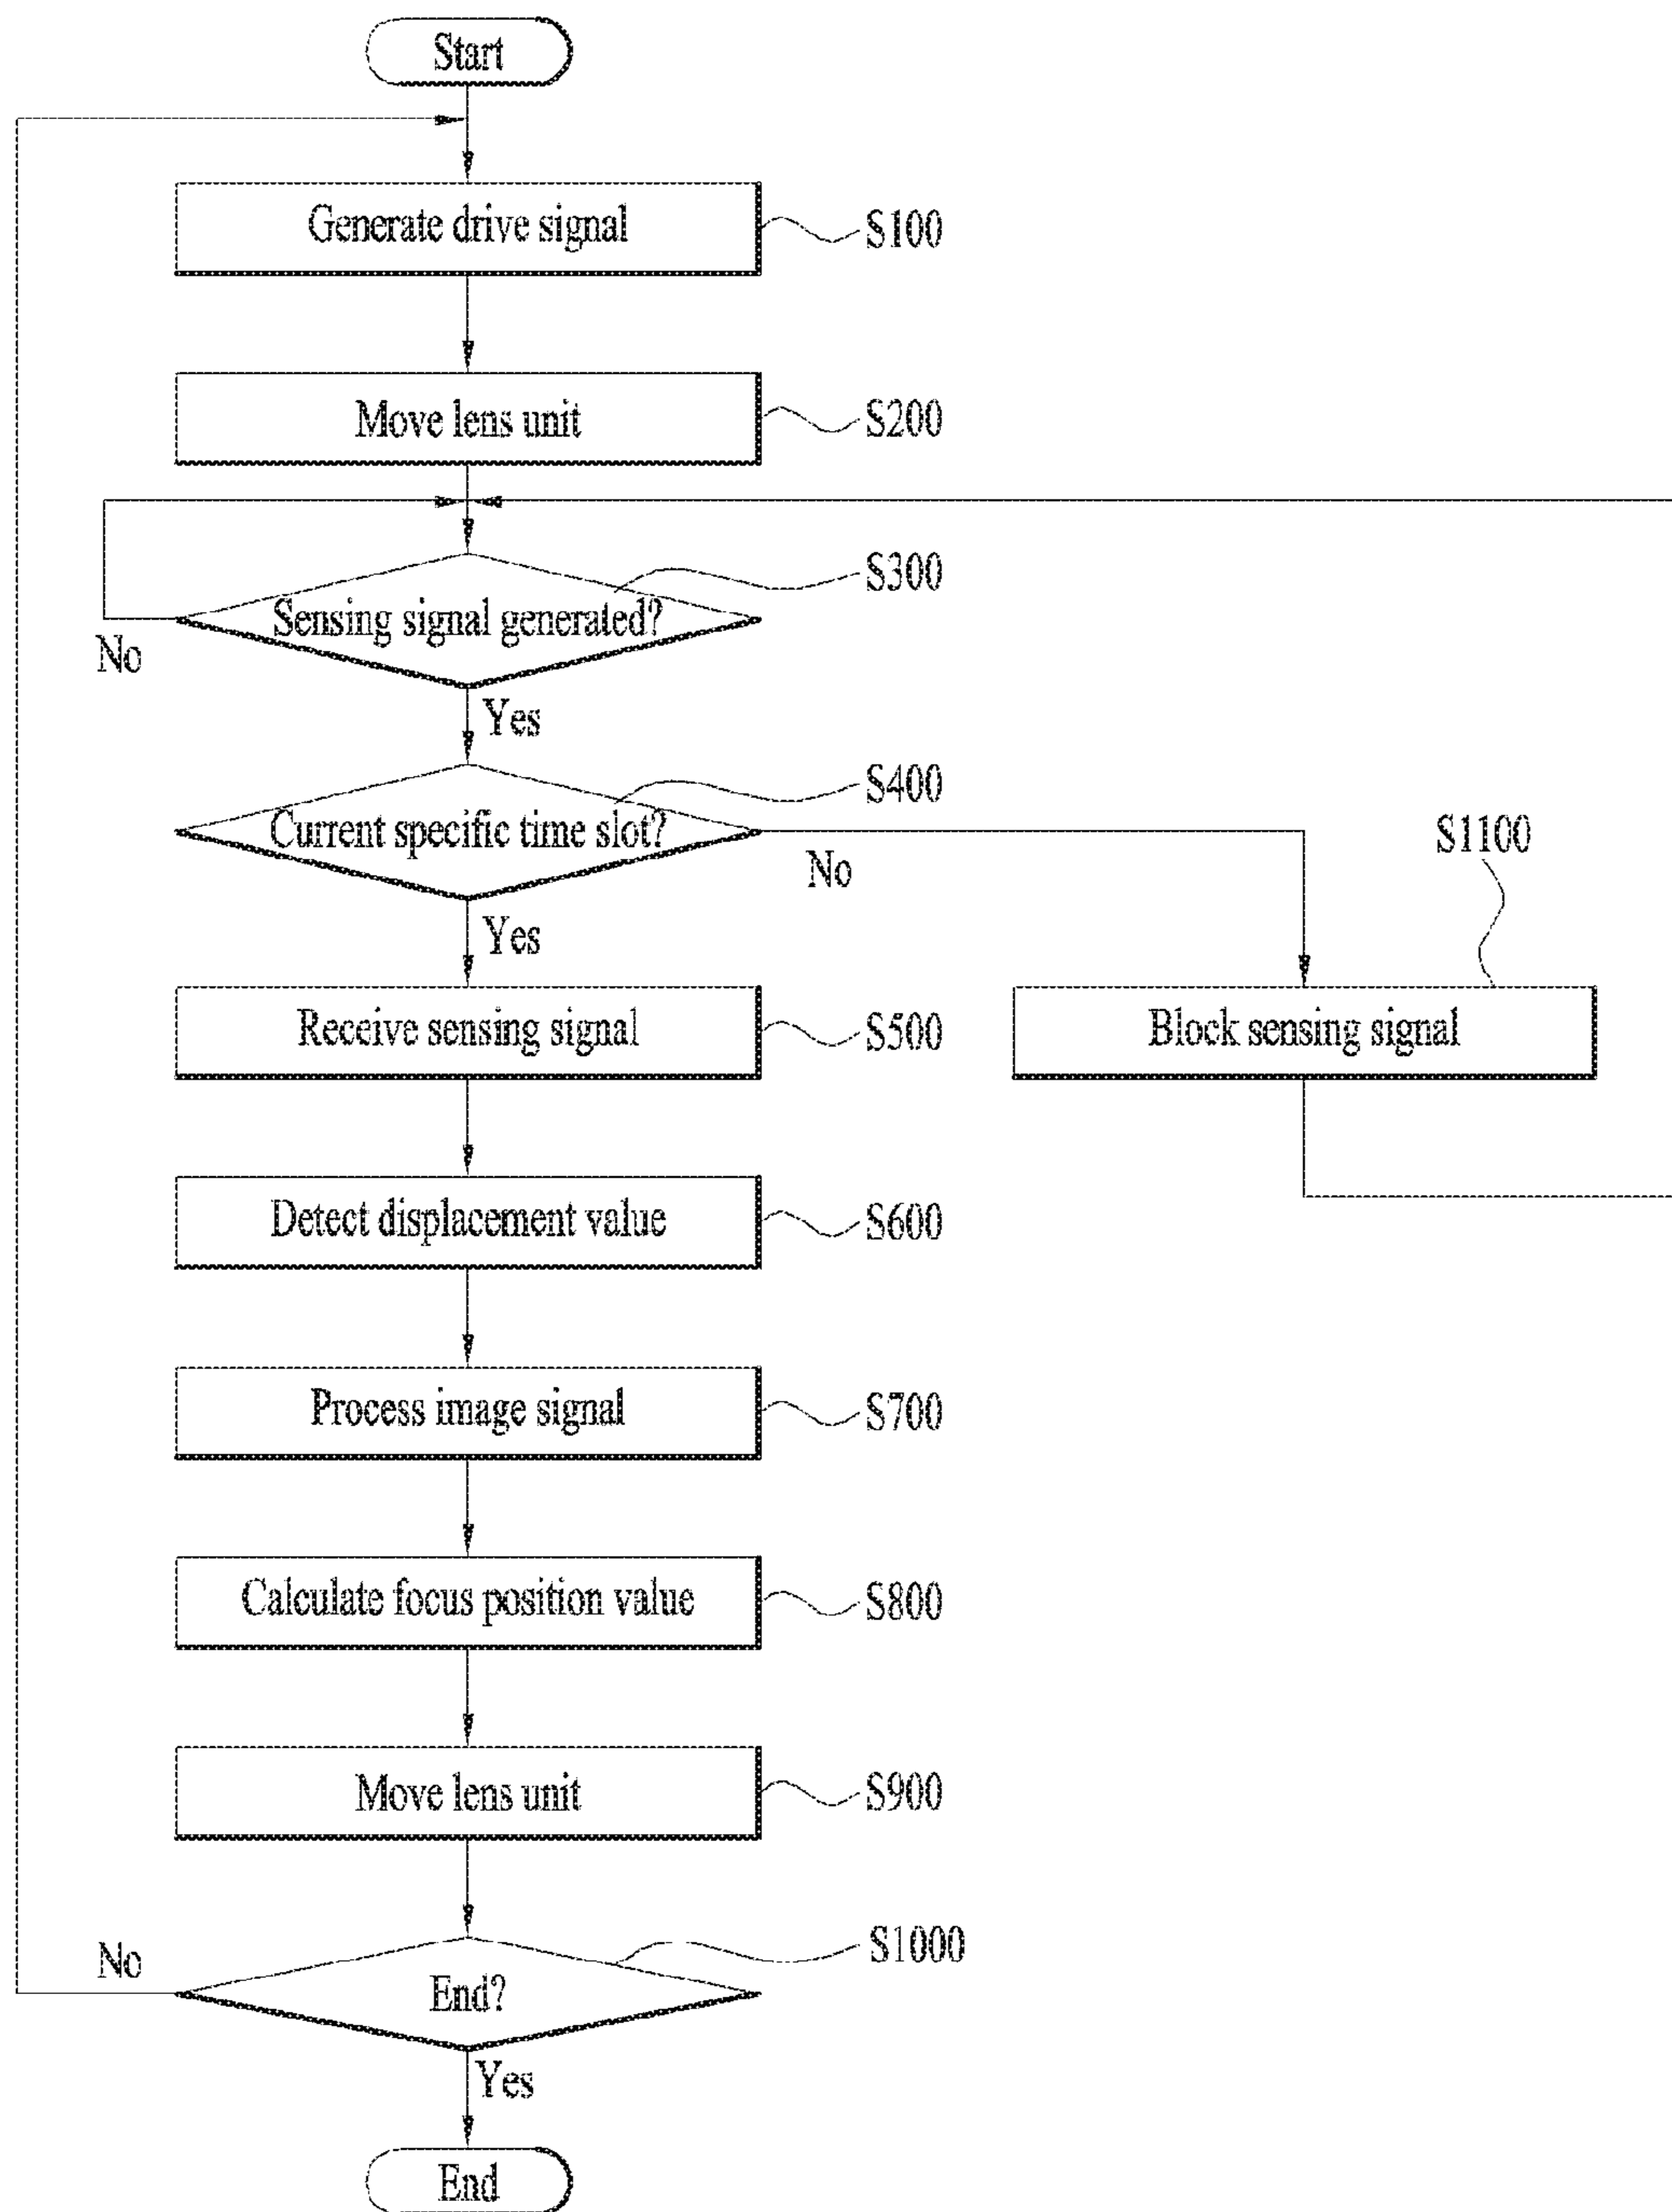 Start
Generate drive signal
S100
Move lens unit
S200
S300
Sensing signal generated?
No
Yes
S400
Current specific time slot?
No
S1100
Yes
Receive sensing signal
S500
Block sensing signal
Detect displacement value
S600
Process image signal
S700
Calculate focus position value
S800
Move lens unit
S900
S1000
No
End?
Yes
End